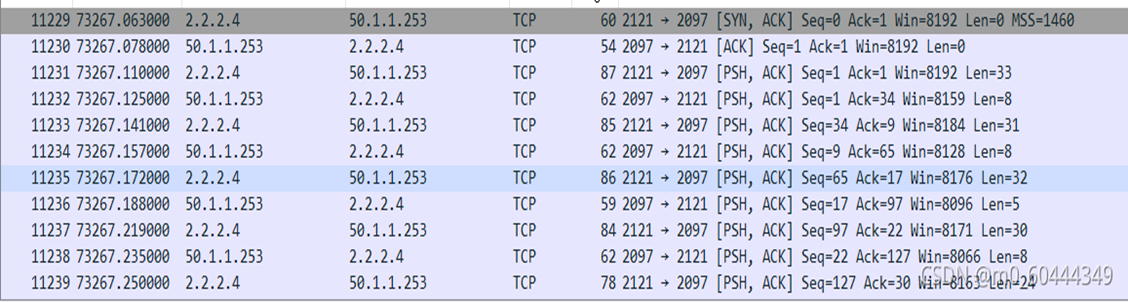 11229 73267.063000 2.2.2.4 50.1.1.253 TCP 60 2121 → 2097 [SYN, ACK] Seq=0 Ack=1 Win=8192 Len=0 MSS=1460
11230 73267.078000 50.1.1.253 2.2.2.4 TCP 54 2097 → 2121 [ACK] Seq=1 Ack=1 Win=8192 Len=0
11231 73267.110000 2.2.2.4 50.1.1.253 TCP 87 2121 → 2097 [PSH, ACK] Seq=1 Ack=1 Win=8192 Len=33
11232 73267.125000 50.1.1.253 2.2.2.4 TCP 62 2097 → 2121 [PSH, ACK] Seq=1 Ack=34 Win=8159 Len=8
11233 73267.141000 2.2.2.4 50.1.1.253 TCP 85 2121 → 2097 [PSH, ACK] Seq=34 Ack=9 Win=8184 Len=31
11234 73267.157000 50.1.1.253 2.2.2.4 TCP 62 2097 → 2121 [PSH, ACK] Seq=9 Ack=65 Win=8128 Len=8
11235 73267.172000 2.2.2.4 50.1.1.253 TCP 86 2121 → 2097 [PSH, ACK] Seq=65 Ack=17 Win=8176 Len=32
11236 73267.188000 50.1.1.253 2.2.2.4 TCP 59 2097 → 2121 [PSH, ACK] Seq=17 Ack=97 Win=8096 Len=5
11237 73267.219000 2.2.2.4 50.1.1.253 TCP 84 2121 → 2097 [PSH, ACK] Seq=97 Ack=22 Win=8171 Len=30
11238 73267.235000 50.1.1.253 2.2.2.4 TCP 62 2097 → 2121 [PSH, ACK] Seq=22 Ack=127 Win=8066 Len=8
11239 73267.250000 2.2.2.4 50.1.1.253 TCP 78 2121 → 2097 [PSH, ACK] Seq=127 Ack=30 Win=8163 Len=24
CSDN @m0_60444349